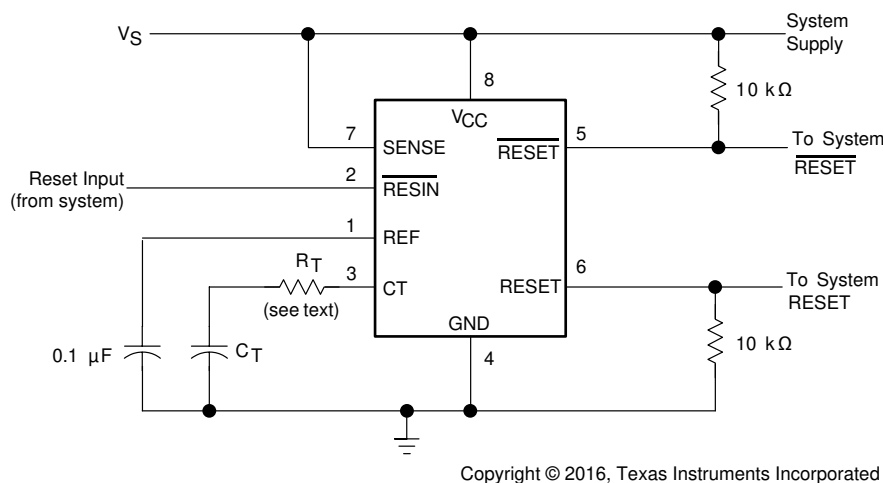 VS
System
Supply
8
10 kΩ
VCC
7
SENSE
5
RESET
To System
RESET
Reset Input
(from system)
2
RESIN
1
REF
RT
3
CT
(see text)
6
RESET
To System
RESET
GND
4
0.1 µF
CT
10 kΩ
Copyright © 2016, Texas Instruments Incorporated